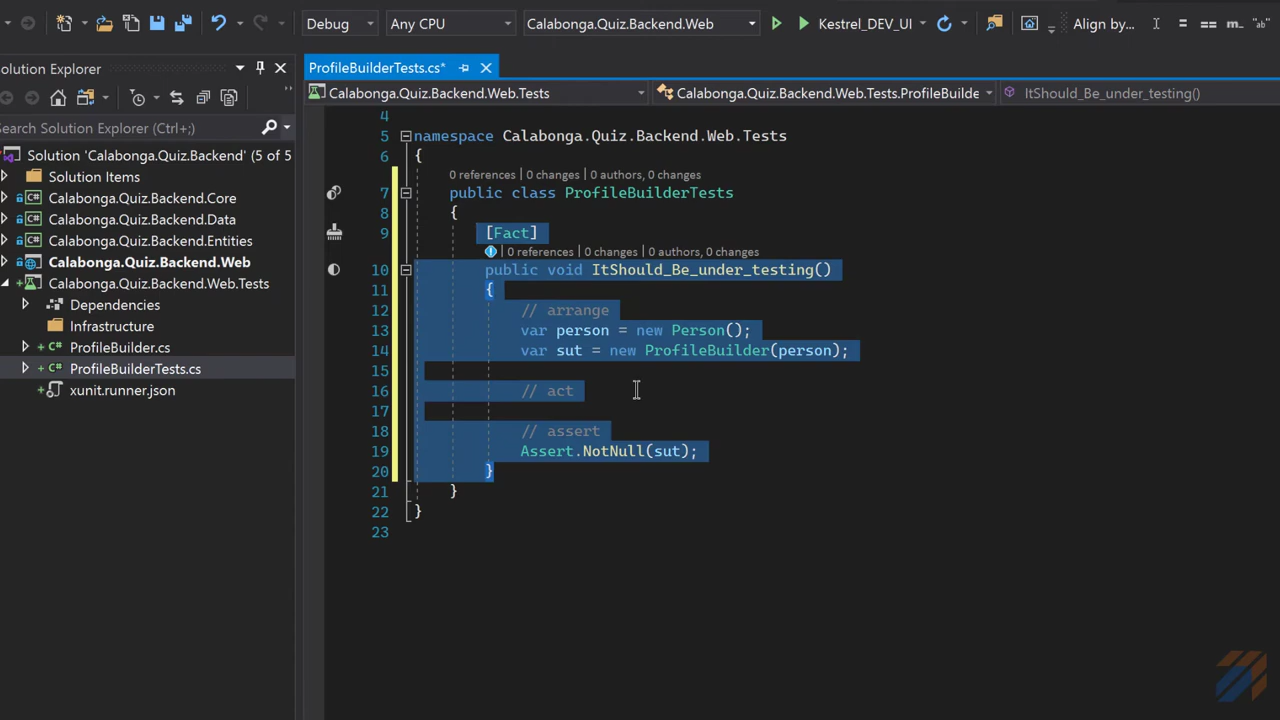 Debug
Any CPU
Calabonga.Quiz.Backend.Web
Kestrel_DEV_UI
Align by...
= == m_ "ab"
olution Explorer
ProfileBuilderTests.cs*
Calabonga.Quiz.Backend.Web.Tests
Calabonga.Quiz.Backend.Web.Tests.ProfileBuilde
ItShould_Be_under_testing()
Search Solution Explorer (Ctrl+;)
Solution 'Calabonga.Quiz.Backend' (5 of 5
Solution Items
C# Calabonga.Quiz.Backend.Core
C# Calabonga.Quiz.Backend.Data
C# Calabonga.Quiz.Backend.Entities
Calabonga.Quiz.Backend.Web
Calabonga.Quiz.Backend.Web.Tests
Dependencies
Infrastructure
+ C# ProfileBuilder.cs
+ C# ProfileBuilderTests.cs
+ xunit.runner.json
4
5 namespace Calabonga.Quiz.Backend.Web.Tests
6 {
0 references | 0 changes | 0 authors, 0 changes
7 public class ProfileBuilderTests
8 {
9 [Fact]
0 references | 0 changes | 0 authors, 0 changes
10 public void ItShould_Be_under_testing()
11 {
12 // arrange
13 var person = new Person();
14 var sut = new ProfileBuilder(person);
15
16 // act
17
18 // assert
19 Assert.NotNull(sut);
20 }
21 }
22 }
23